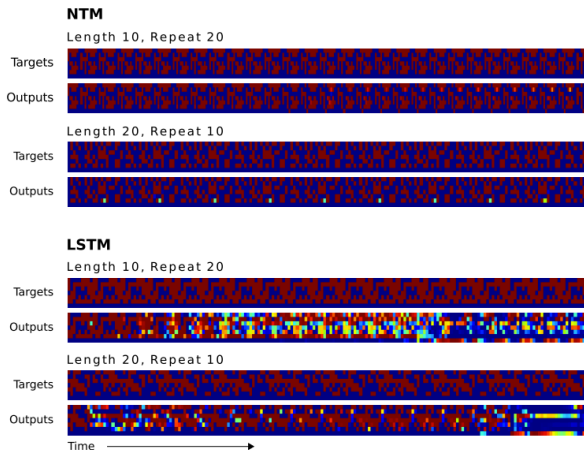 NTM
Length 10, Repeat 20
Targets
Outputs
Length 20, Repeat 10
Targets
Outputs
LSTM
Length 10, Repeat 20
Targets
Outputs
Length 20, Repeat 10
Targets
Outputs
Time